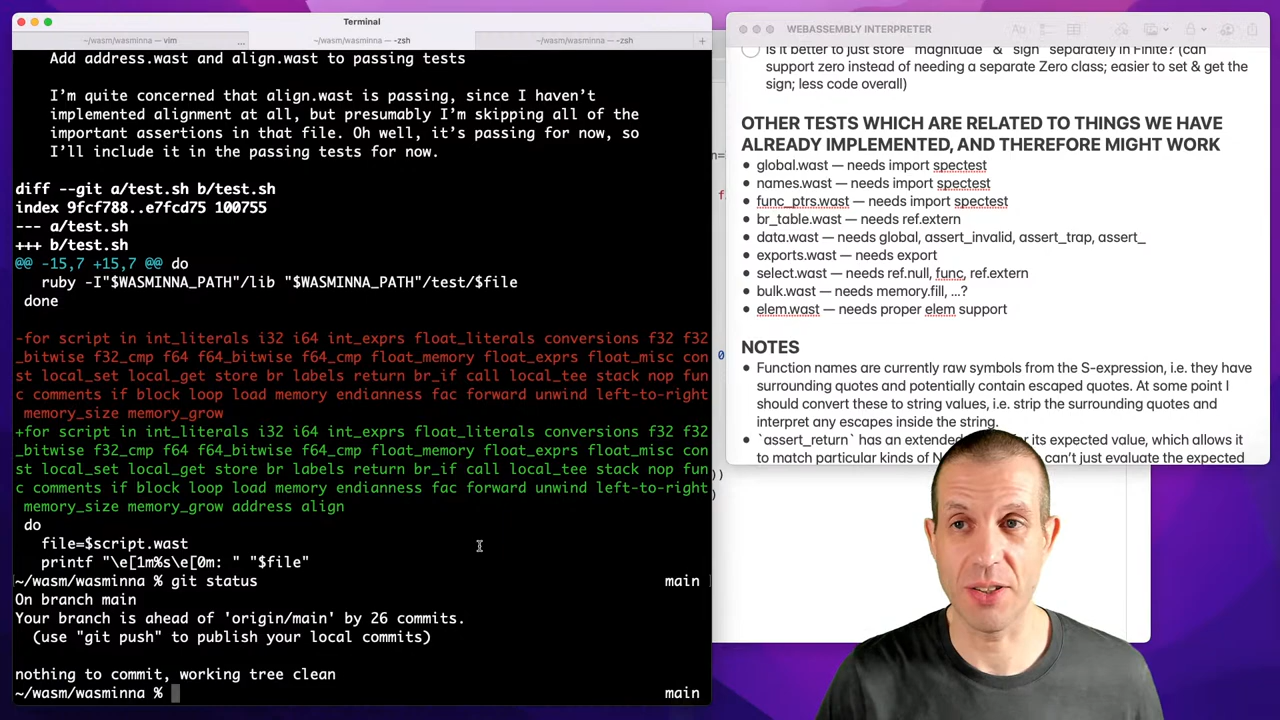 Terminal
~/wasm/wasminna — vim
...
~/wasm/wasminna — -zsh
~/wasm/wasminna — -zsh
+
Add address.wast and align.wast to passing tests
I’m quite concerned that align.wast is passing, since I haven’t
implemented alignment at all, but presumably I’m skipping all of the
important assertions in that file. Oh well, it’s passing for now, so
I’ll include it in the passing tests for now.
diff --git a/test.sh b/test.sh
index 9fcf788..e7fcd75 100755
--- a/test.sh
+++ b/test.sh
@@ -15,7 +15,7 @@ do
ruby -I"$WASMINNA_PATH"/lib "$WASMINNA_PATH"/test/$file
done
-for script in int_literals i32 i64 int_exprs float_literals conversions f32 f32
_bitwise f32_cmp f64 f64_bitwise f64_cmp float_memory float_exprs float_misc con
st local_set local_get store br labels return br_if call local_tee stack nop fun
c comments if block loop load memory endianness fac forward unwind left-to-right
memory_size memory_grow
+for script in int_literals i32 i64 int_exprs float_literals conversions f32 f32
_bitwise f32_cmp f64 f64_bitwise f64_cmp float_memory float_exprs float_misc con
st local_set local_get store br labels return br_if call local_tee stack nop fun
c comments if block loop load memory endianness fac forward unwind left-to-right
memory_size memory_grow address align
do
file=$script.wast
printf "\e[1m%s\e[0m: " "$file"
~/wasm/wasminna % git status main
On branch main
Your branch is ahead of 'origin/main' by 26 commits.
(use "git push" to publish your local commits)
nothing to commit, working tree clean
~/wasm/wasminna % main
WEBASSEMBLY INTERPRETER
Is it better to just store “magnitude” & “sign” separately in Finite? (can
support zero instead of needing a separate Zero class; easier to set & get the
sign; less code overall)
OTHER TESTS WHICH ARE RELATED TO THINGS WE HAVE
ALREADY IMPLEMENTED, AND THEREFORE MIGHT WORK
• global.wast — needs import spectest
• names.wast — needs import spectest
• func_ptrs.wast — needs import spectest
• br_table.wast — needs ref.extern
• data.wast — needs global, assert_invalid, assert_trap, assert_
• exports.wast — needs export
• select.wast — needs ref.null, func, ref.extern
• bulk.wast — needs memory.fill, …?
• elem.wast — needs proper elem support
NOTES
• Function names are currently raw symbols from the S-expression, i.e. they have
surrounding quotes and potentially contain escaped quotes. At some point I
should convert these to string values, i.e. strip the surrounding quotes and
interpret any escapes inside the string.
• `assert_return` has an extended its expected value, which allows it
to match particular kinds of can’t just evaluate the expected